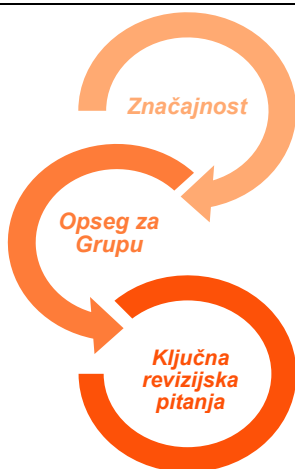 Značajnost
Opseg za
Grupu
Ključna
revizijska
pitanja